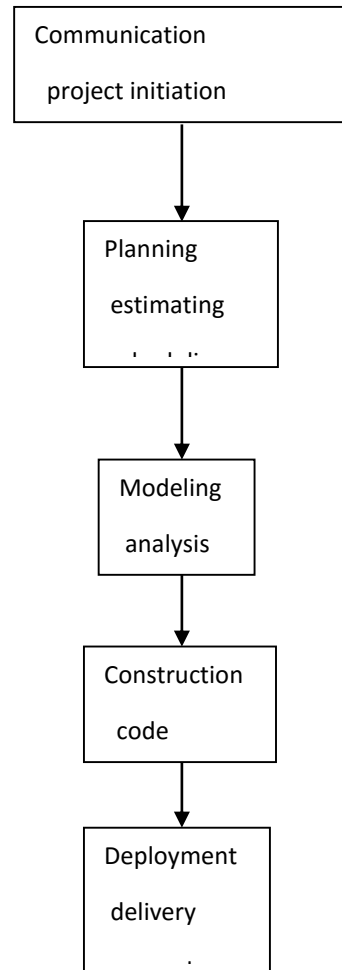 Communication
project initiation
Planning
estimating
Modeling
analysis
Construction
code
Deployment
delivery